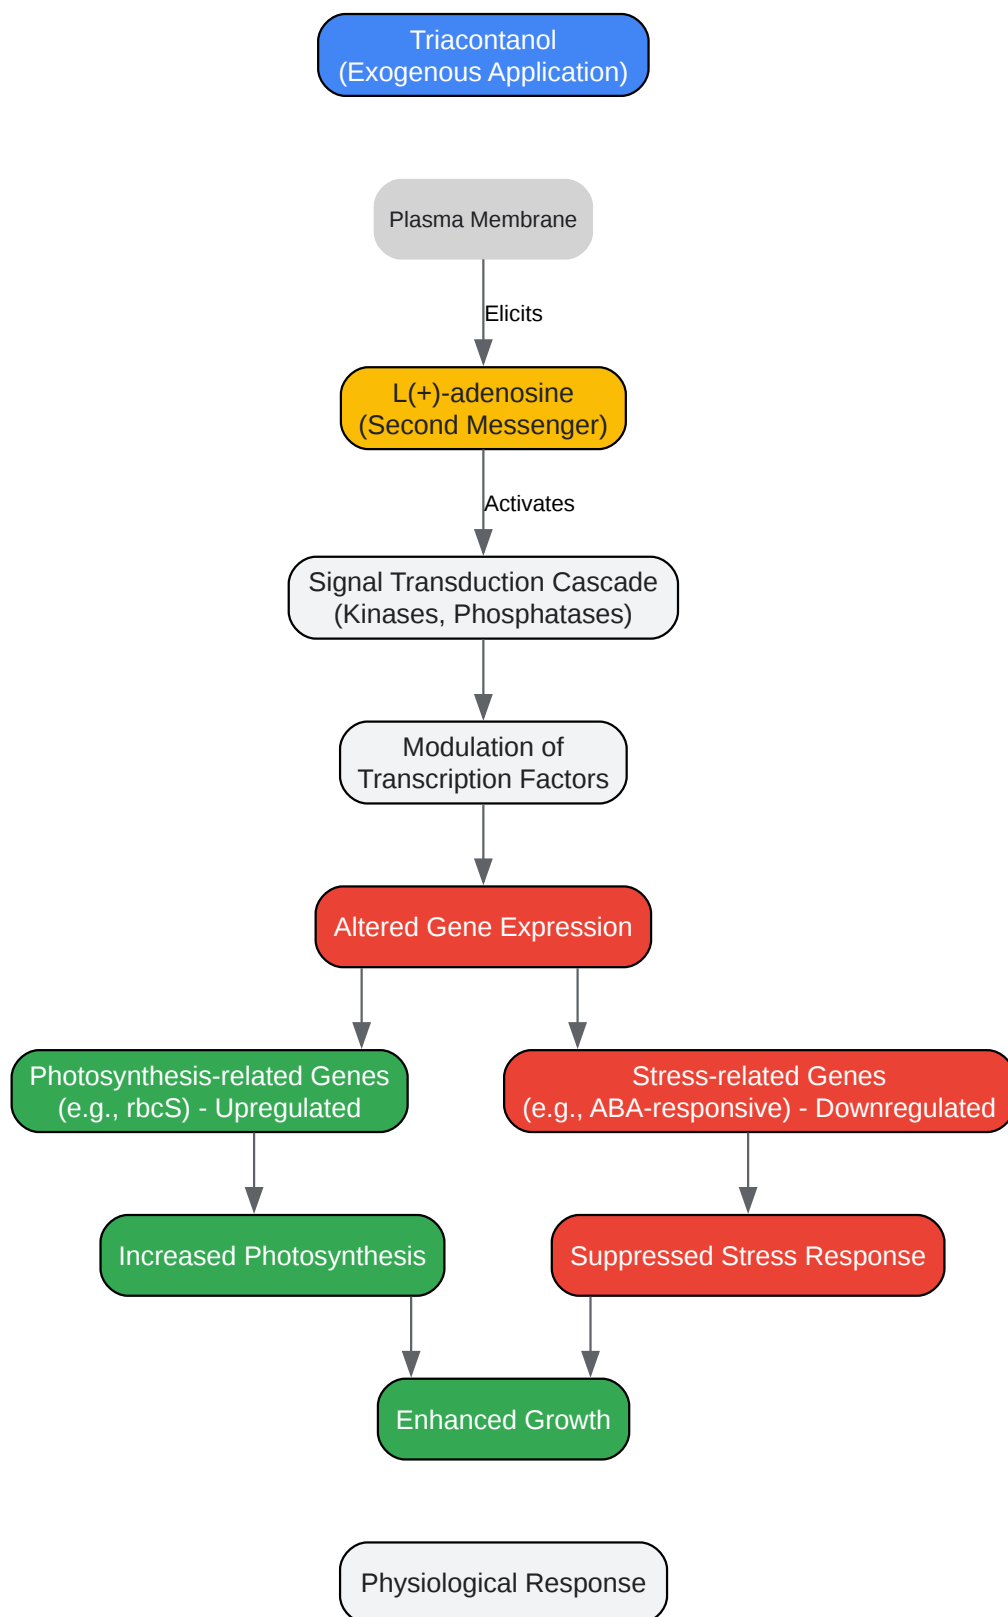 Triacontanol
(Exogenous Application)
Plasma Membrane
Elicits
L(+)-adenosine
(Second Messenger)
Activates
Signal Transduction Cascade
(Kinases, Phosphatases)
Modulation of
Transcription Factors
Altered Gene Expression
Photosynthesis-related Genes
(e.g., rbcS) - Upregulated
Stress-related Genes
(e.g., ABA-responsive) - Downregulated
Increased Photosynthesis
Suppressed Stress Response
Enhanced Growth
Physiological Response